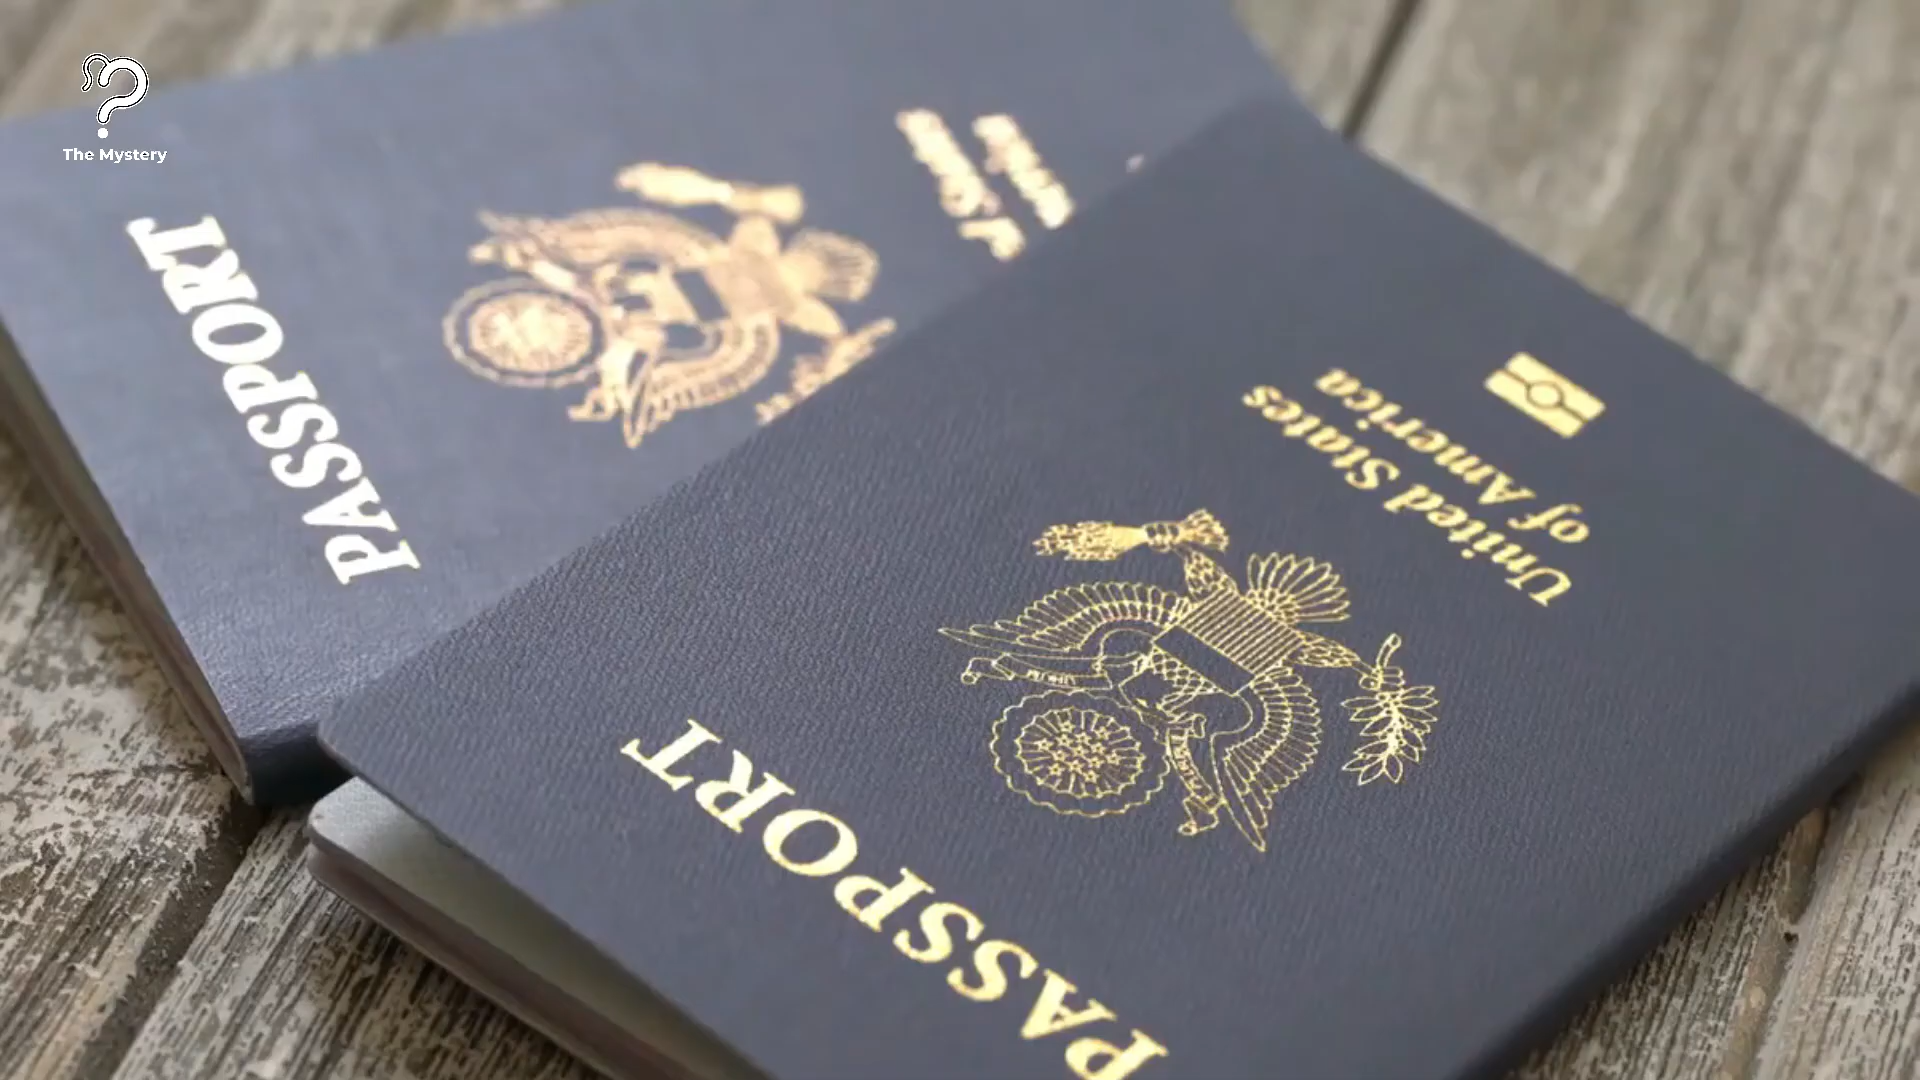 The Mystery
PASSPORT
PASSPORT
United States
of America